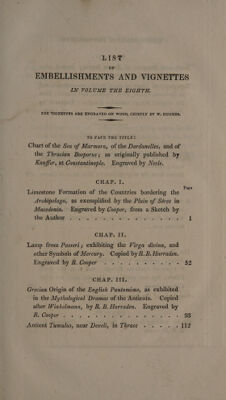 LIST
OF
EMBELLISHMENTS AND VIGNETTES
IN VOLUME THE EIGHTH.
THE VIGNETTES ARE ENGRAVED ON WOOD, CHIEFLY BY W. HUGHES.
TO FACE THE TITLE:
Chart of the Sea of Marmora, of the Dardanelles, and of
the Thracian Bosporus; as originally published by
Kauffer, at Constantinople. Engraved by Neele.
CHAP. I.
Page
Limestone Formation of the Countries bordering the
Archipelago, as exemplified by the Plain of Séres in
Macedonia. Engraved by Cooper, from a Sketch by
the Author . . . . . . . . . . . 1
CHAP. II.
Lamp from Passeri; exhibiting the Virga divina, and
other Symbols of Mercury. Copied by R. B. Harraden.
Engraved by R. Cooper . . . . . . . . . 52
CHAP. III.
Grecian Origin of the English Pantomime, as exhibited
in the Mythological Dramas of the Antients. Copied
after Winkelmann, by R. B. Harraden. Engraved by
R. Cooper . . . . . . . . . . . . 93
Antient Tumulus, near Develi, in Thrace . . . . . 112